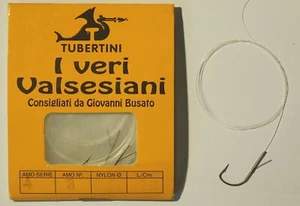 TUBERTINI
I veri
Valsesiani
Consigliati da Giovanni Busato
AMO SERIE AMO N° NYLON Ø L/Cm.